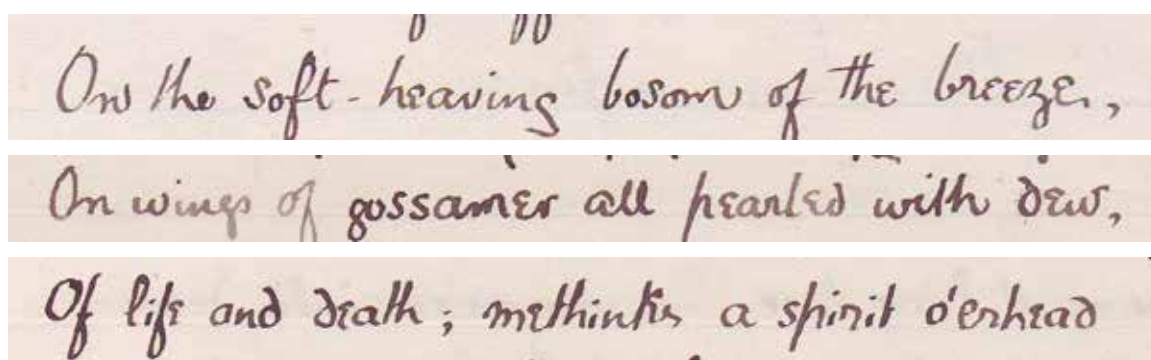 On the soft-heaving bosom of the breeze,
On wings of gossamer all pearled with dew,
Of life and death; methinks a spirit o'erhead